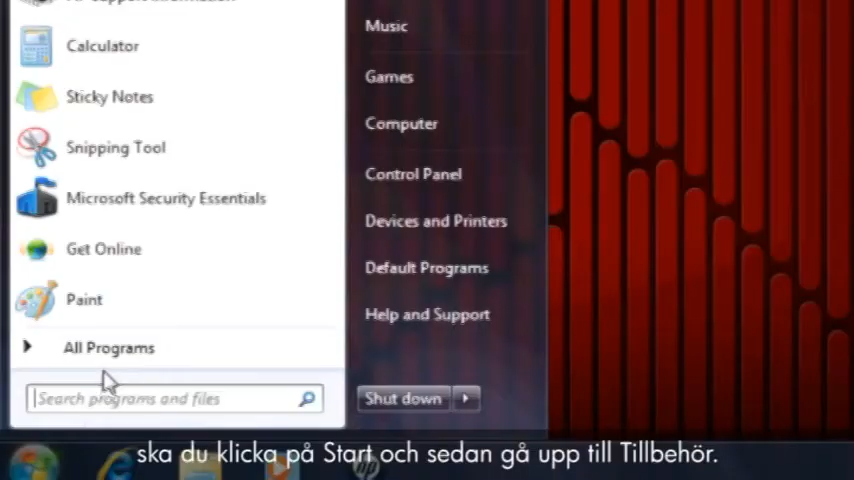 Calculator
Sticky Notes
Snipping Tool
Microsoft Security Essentials
Get Online
Paint
All Programs
Search programs and files
Music
Games
Computer
Control Panel
Devices and Printers
Default Programs
Help and Support
Shut down
hp
ska du klicka på Start och sedan gå upp till Tillbehör.